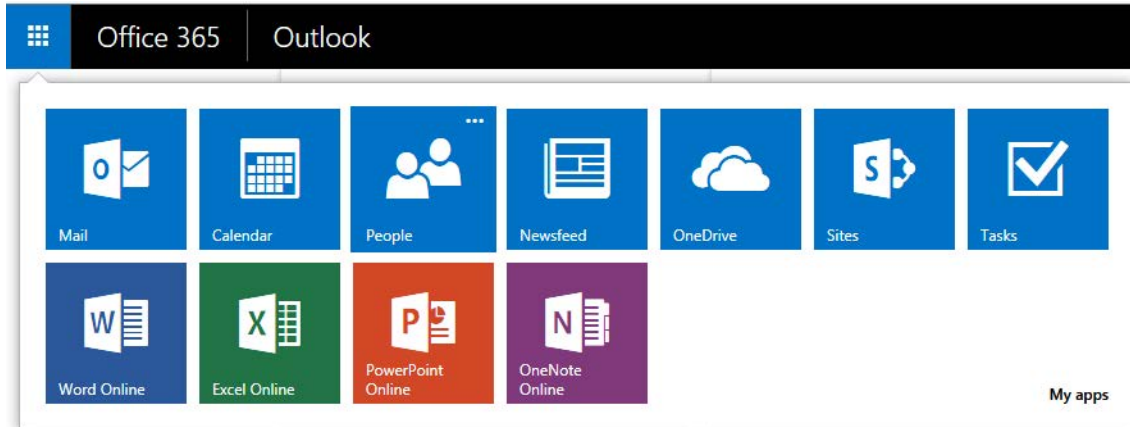 Office 365 Outlook
Mail Calendar People Newsfeed OneDrive Sites Tasks
Word Online Excel Online PowerPoint
Online OneNote
Online
My apps